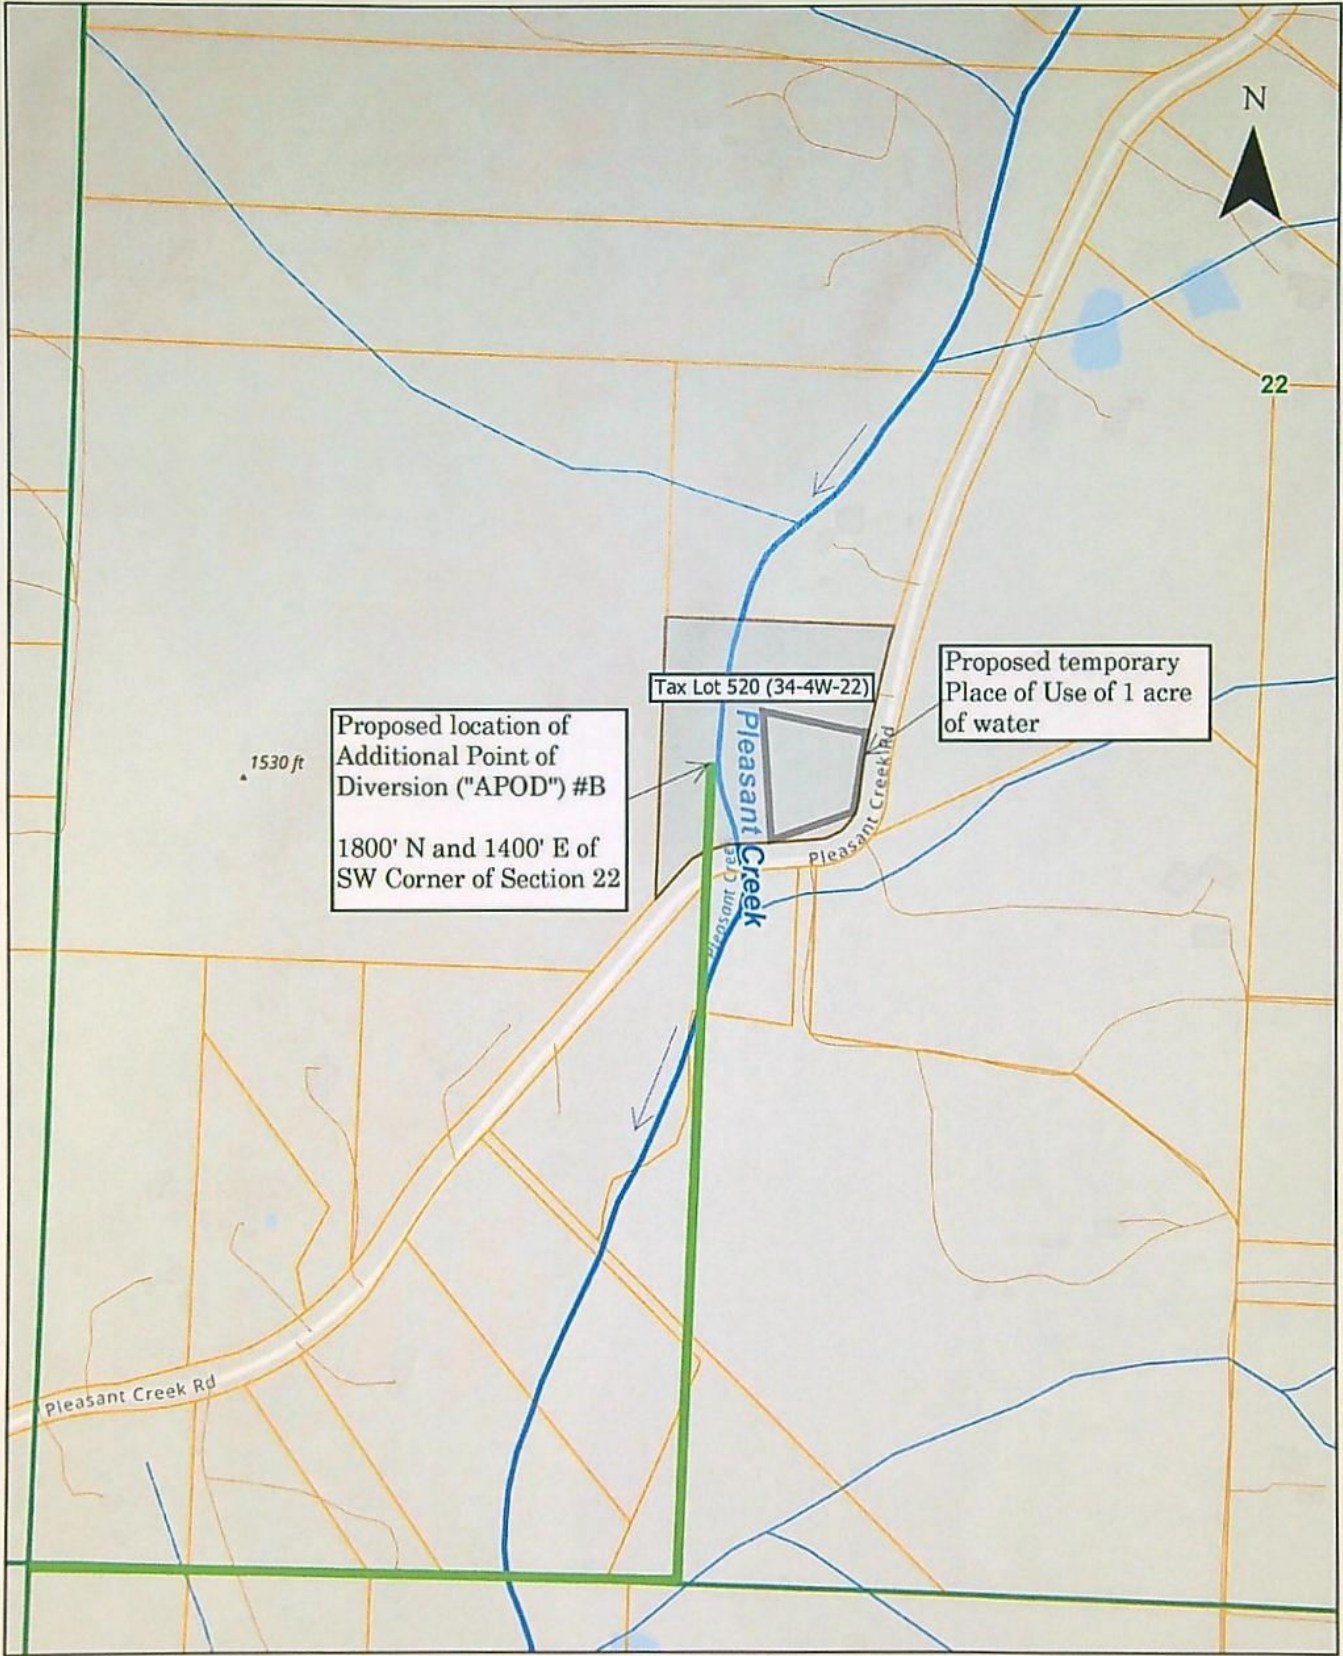 N
22
Tax Lot 520 (34-4W-22)
Proposed temporary
Place of Use of 1 acre
of water
Proposed location of
Additional Point of
Diversion ("APOD") #B
1800' N and 1400' E of
SW Corner of Section 22
1530 ft
Pleasant Creek
Pleasant Creek
Pleasant Creek Rd
Pleasant Creek Rd